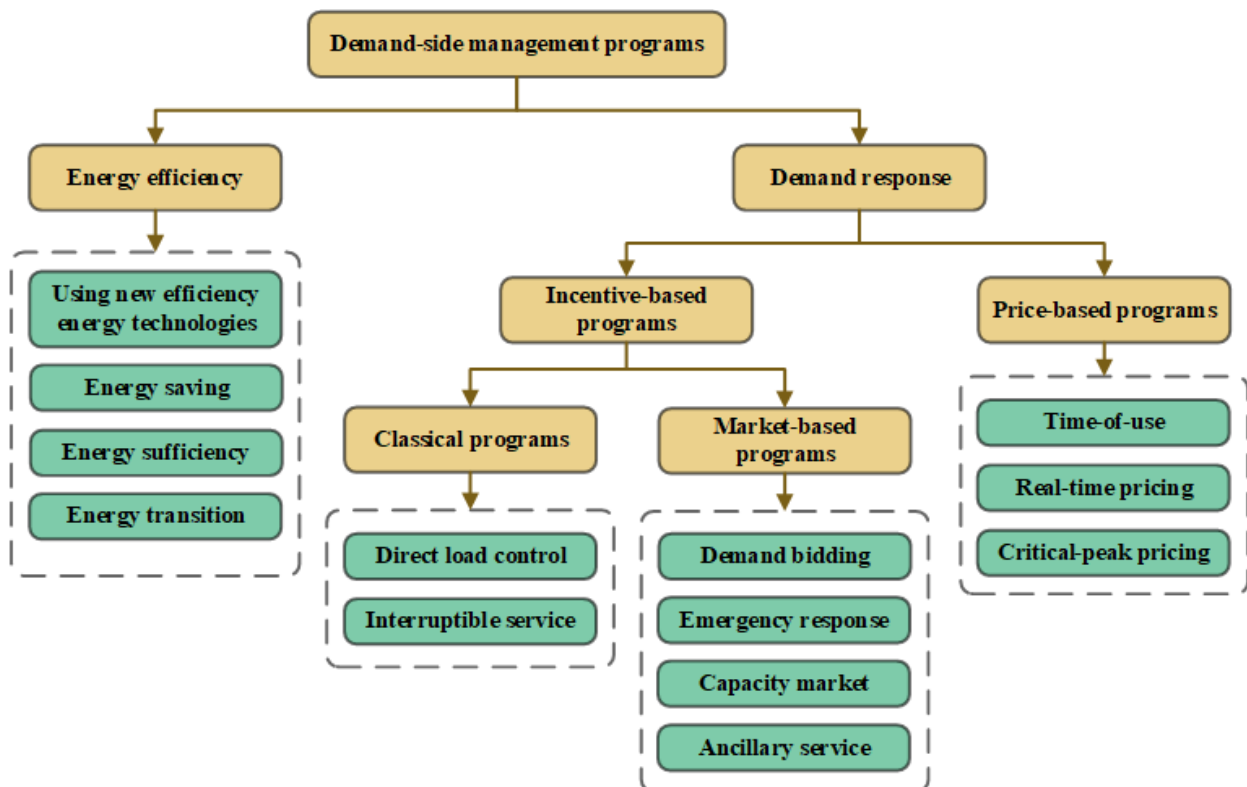 Demand-side management programs
Energy efficiency
Demand response
Using new efficiency
energy technologies
Energy saving
Energy sufficiency
Energy transition
Incentive-based
programs
Price-based programs
Classical programs
Market-based
programs
Direct load control
Interruptible service
Demand bidding
Emergency response
Capacity market
Ancillary service
Time-of-use
Real-time pricing
Critical-peak pricing